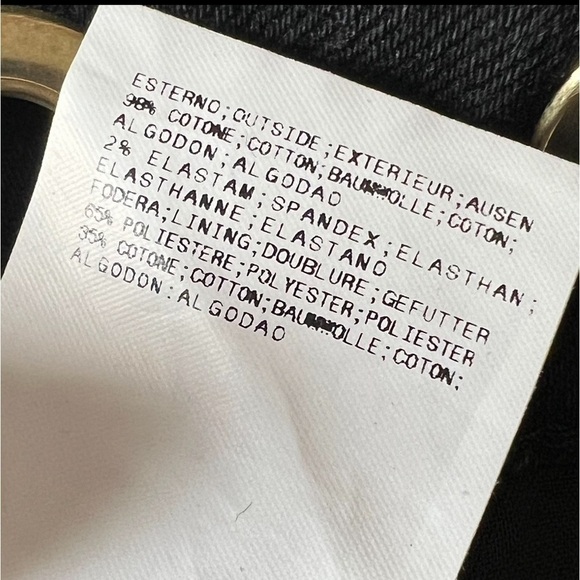 ESTERNO;OUTSIDE;EXTERIEUR;AUSEN
98% COTONE;COTTON;BAUMWOLLE;COTON;
ALGODON;ALGODAO
2% ELASTAM;SPANDEX;ELASTHAN;
ELASTHANNE;ELASTANO
FODERA;LINING;DOUBLURE;GEFUTTER
65% POLIESTERE;POLYESTER;POLIESTER
35% COTONE;COTTON;BAUMWOLLE;COTON;
ALGODON;ALGODAO